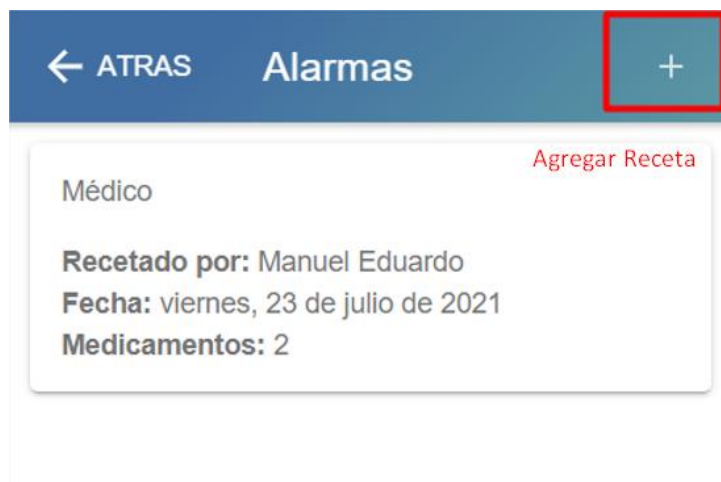 ← ATRAS Alarmas +
Agregar Receta
Médico
Recetado por: Manuel Eduardo
Fecha: viernes, 23 de julio de 2021
Medicamentos: 2